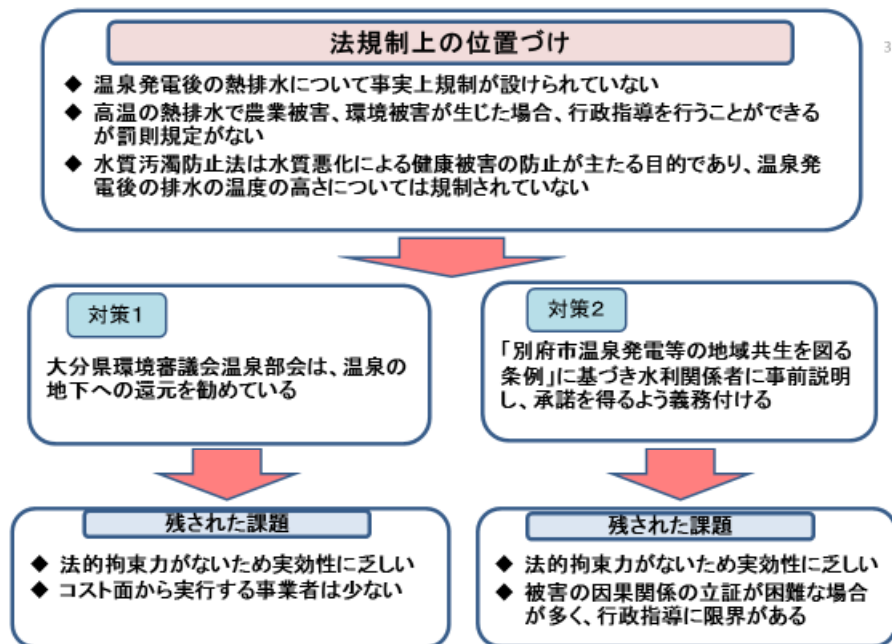 法規制上の位置づけ
3
◆ 温泉発電後の熱排水について事実上規制が設けられていない
◆ 高温の熱排水で農業被害、環境被害が生じた場合、行政指導を行うことができる
が罰則規定がない
◆ 水質汚濁防止法は水質悪化による健康被害の防止が主たる目的であり、温泉発
電後の排水の温度の高さについては規制されていない
対策1
大分県環境審議会温泉部会は、温泉の
地下への還元を勧めている
対策2
「別府市温泉発電等の地域共生を図る
条例」に基づき水利関係者に事前説明
し、承諾を得るよう義務付ける
残された課題
◆ 法的拘束力がないため実効性に乏しい
◆ コスト面から実行する事業者は少ない
残された課題
◆ 法的拘束力がないため実効性に乏しい
◆ 被害の因果関係の立証が困難な場合
が多く、行政指導に限界がある